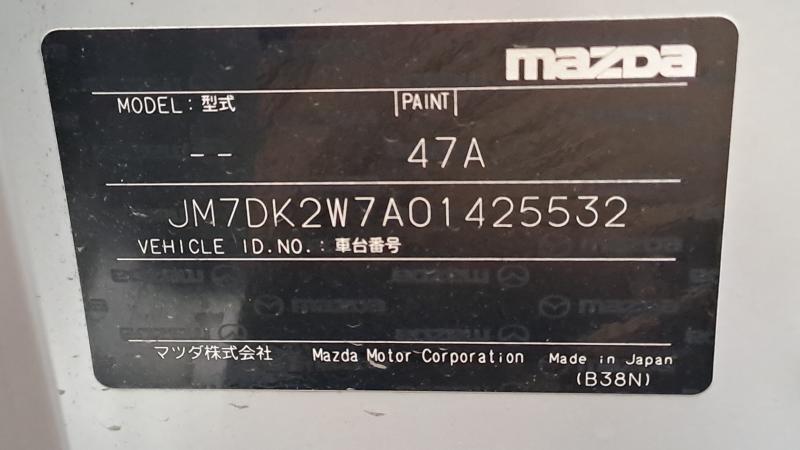 mazda
MODEL: 型式 PAINT
-- 47A
JM7DK2W7A01425532
VEHICLE ID.NO.: 車台番号
マツダ株式会社 Mazda Motor Corporation Made in Japan
(B38N)